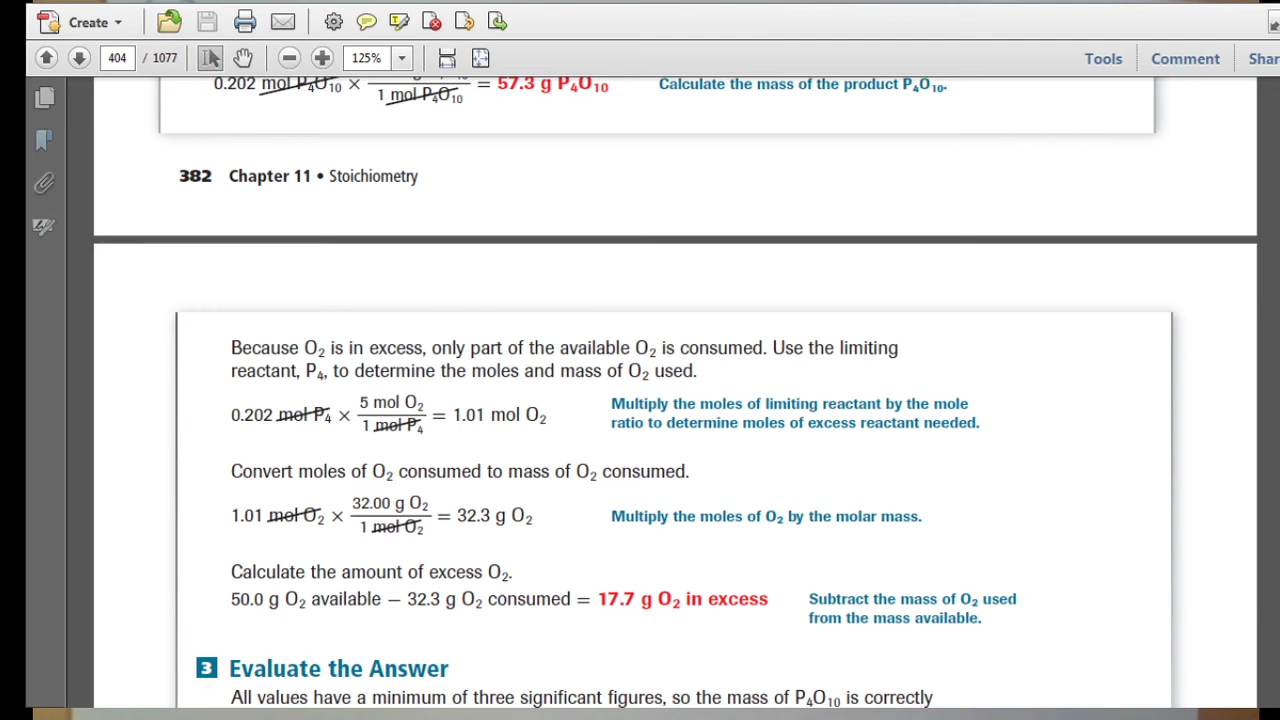 Create
404 / 1077 125% Tools Comment Shar
0.202 mol P₄O₁₀ × 1 mol P₄O₁₀ = 57.3 g P₄O₁₀ Calculate the mass of the product P₄O₁₀.
382 Chapter 11 • Stoichiometry
Because O₂ is in excess, only part of the available O₂ is consumed. Use the limiting
reactant, P₄, to determine the moles and mass of O₂ used.
0.202 mol P₄ × 5 mol O₂ / 1 mol P₄ = 1.01 mol O₂
Multiply the moles of limiting reactant by the mole
ratio to determine moles of excess reactant needed.
Convert moles of O₂ consumed to mass of O₂ consumed.
1.01 mol O₂ × 32.00 g O₂ / 1 mol O₂ = 32.3 g O₂ Multiply the moles of O₂ by the molar mass.
Calculate the amount of excess O₂.
50.0 g O₂ available − 32.3 g O₂ consumed = 17.7 g O₂ in excess
Subtract the mass of O₂ used
from the mass available.
3 Evaluate the Answer
All values have a minimum of three significant figures, so the mass of P₄O₁₀ is correctly